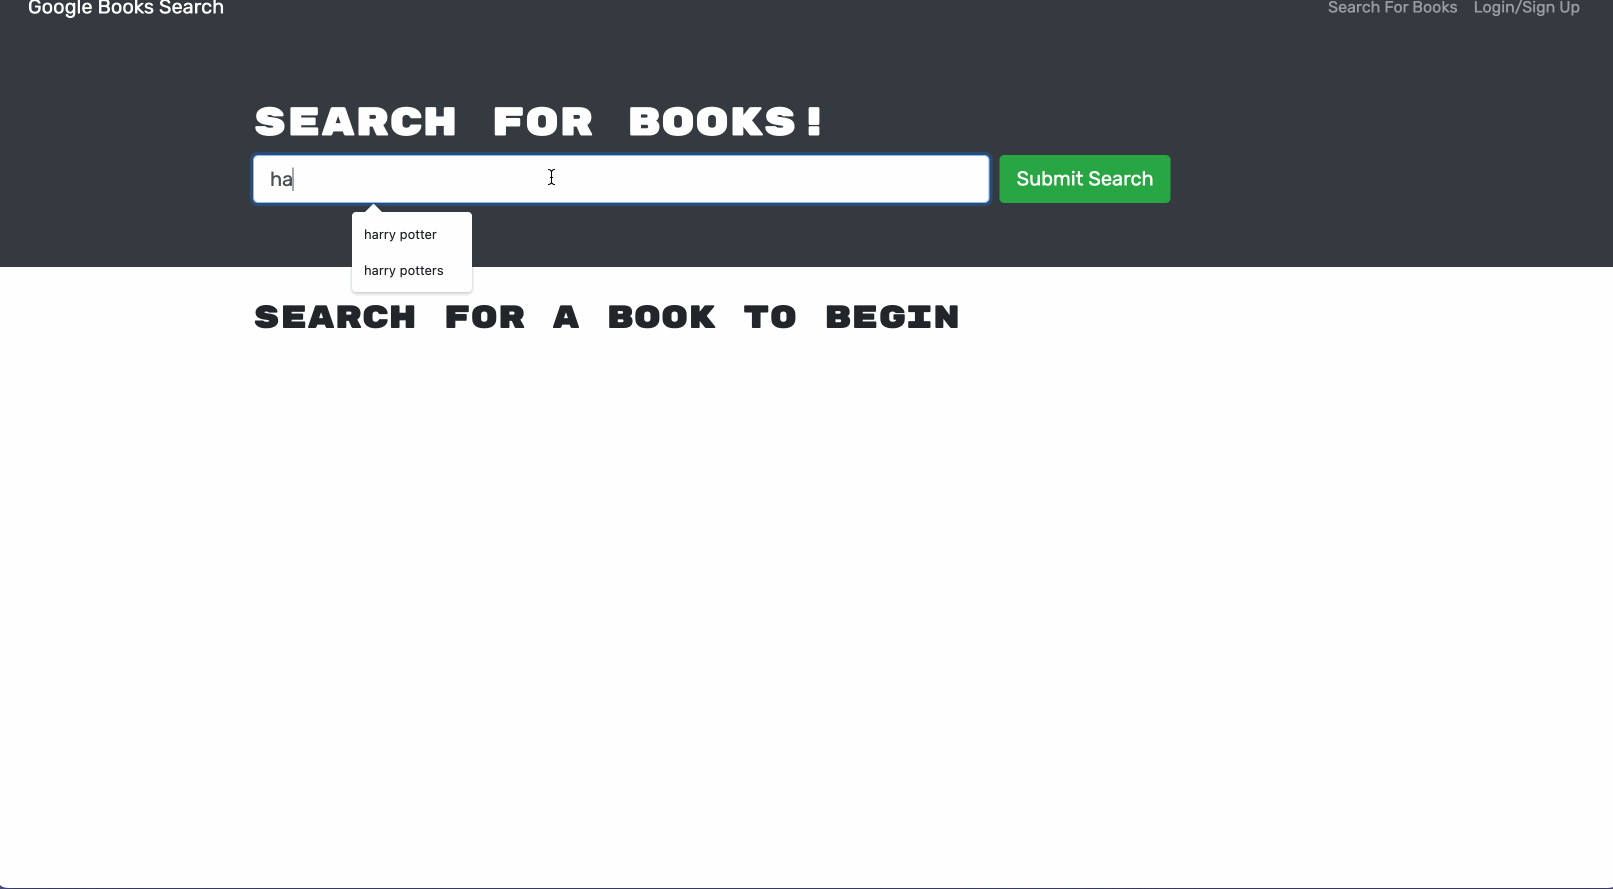 Google Books Search
Search For Books
Login/Sign Up
SEARCH FOR BOOKS!
ha
Submit Search
harry potter
harry potters
SEARCH FOR A BOOK TO BEGIN